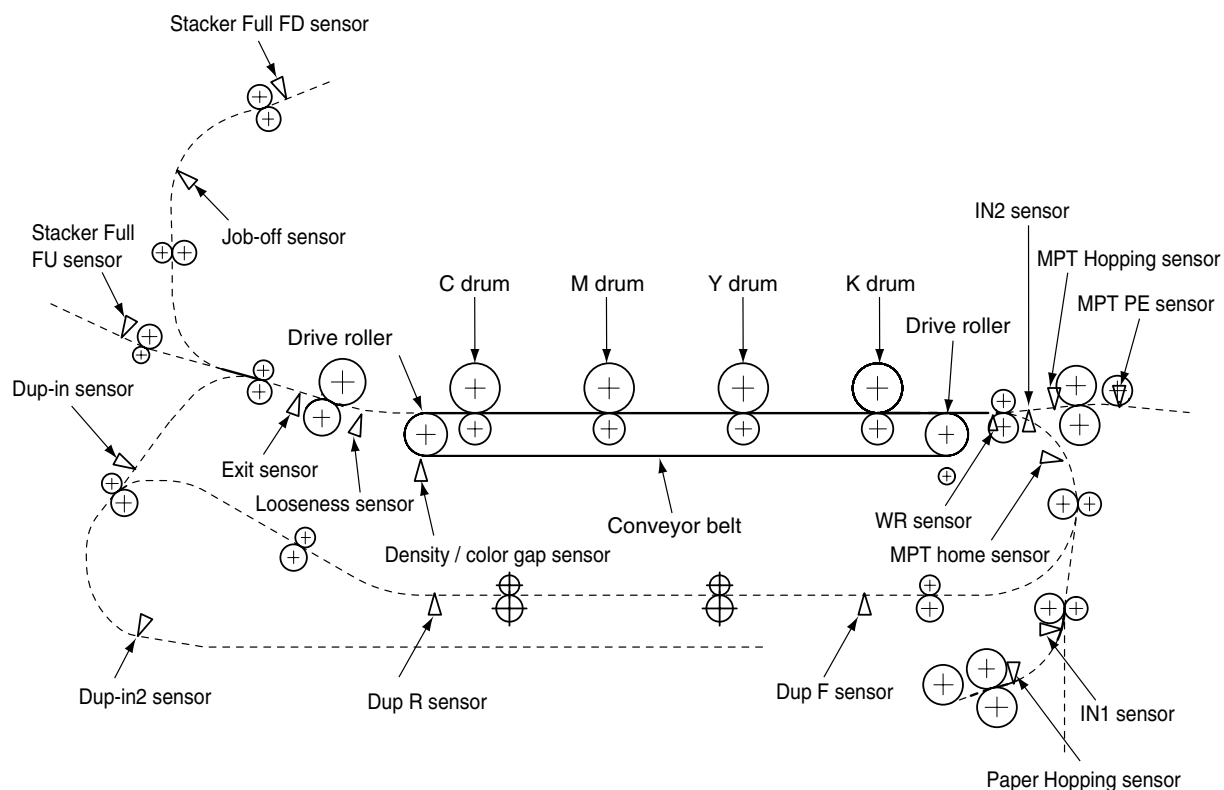 Stacker Full FD sensor
IN2 sensor
Stacker Full
FU sensor
Job-off sensor
MPT Hopping sensor
C drum
M drum
Y drum
K drum
MPT PE sensor
Drive roller
Drive roller
Dup-in sensor
Exit sensor
Looseness sensor
Conveyor belt
WR sensor
Density / color gap sensor
MPT home sensor
Dup-in2 sensor
Dup R sensor
Dup F sensor
IN1 sensor
Paper Hopping sensor